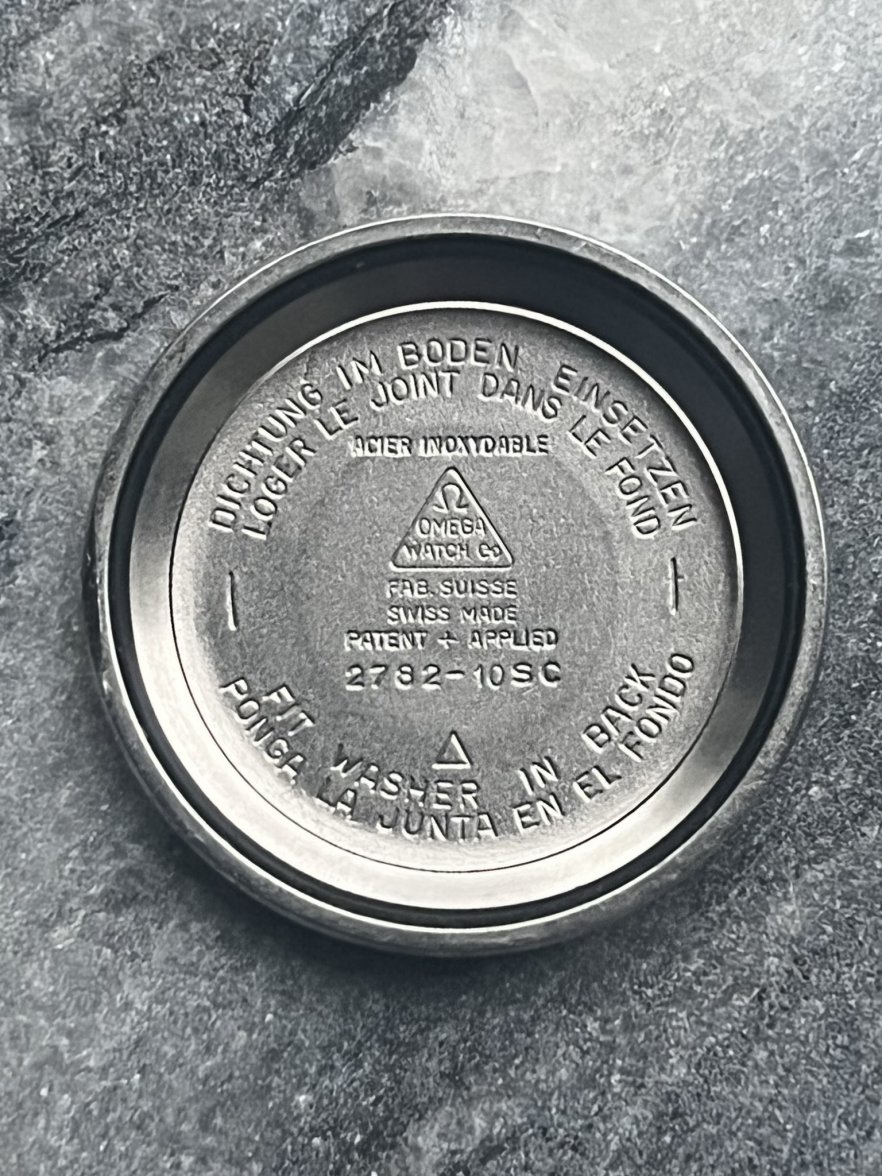 DICHTUNG IM BODEN EINSETZEN
LOGER LE JOINT DANS LE FOND
ACIER INOXYDABLE
Ω
OMEGA
WATCH Co
FAB. SUISSE
SWISS MADE
PATENT + APPLIED
2782-10SC
FIT WASHER IN BACK
PONGA LA JUNTA EN EL FONDO